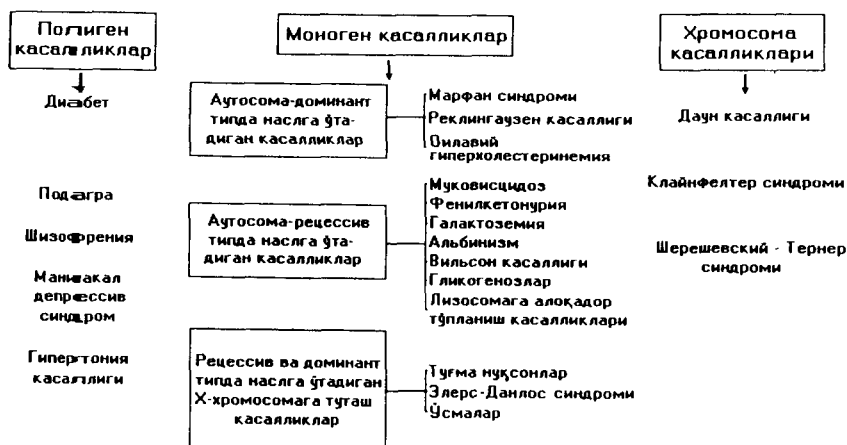 Полиген
касалликлар
Диабет
Подагра
Шизофрения
Маниакал
депрессив
синдром
Гипертония
касаллиги
Моноген касалликлар
Аутосома-доминант
типда наслга ўта-
диган касалликлар
Марфан синдроми
Реклингаузен касаллиги
Оилавий
гиперхолестеринемия
Аутосома-рецессив
типда наслга ўта-
диган касалликлар
Муковисцидоз
Фенилкетонурия
Галактоземия
Альбинизм
Вильсон касаллиги
Гликогенозлар
Лизосомага алоқадор
тўпланиш касалликлари
Рецессив ва доминант
типда наслга ўтадиган
Х-хромосомага туташ
касалликлар
Туғма нуқсонлар
Элерс-Данлос синдроми
Ўсмалар
Хромосома
касалликлари
Даун касаллиги
Клайнфелтер синдроми
Шерешевский - Тернер
синдроми